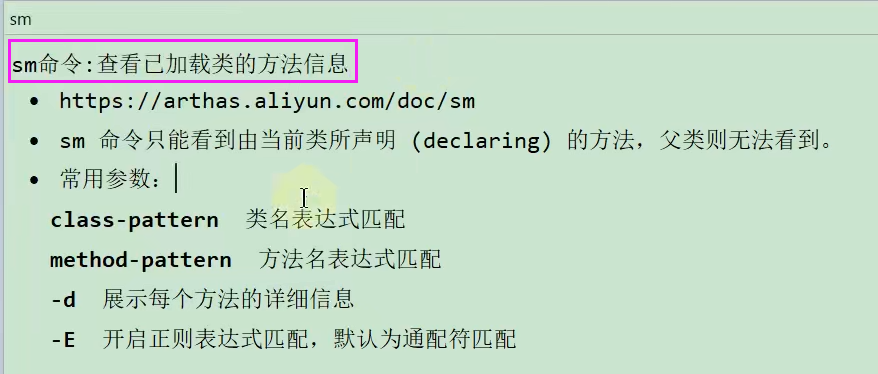 sm
sm命令:查看已加载类的方法信息
• https://arthas.aliyun.com/doc/sm
• sm 命令只能看到由当前类所声明 (declaring) 的方法，父类则无法看到。
• 常用参数：
class-pattern 类名表达式匹配
method-pattern 方法名表达式匹配
-d 展示每个方法的详细信息
-E 开启正则表达式匹配，默认为通配符匹配